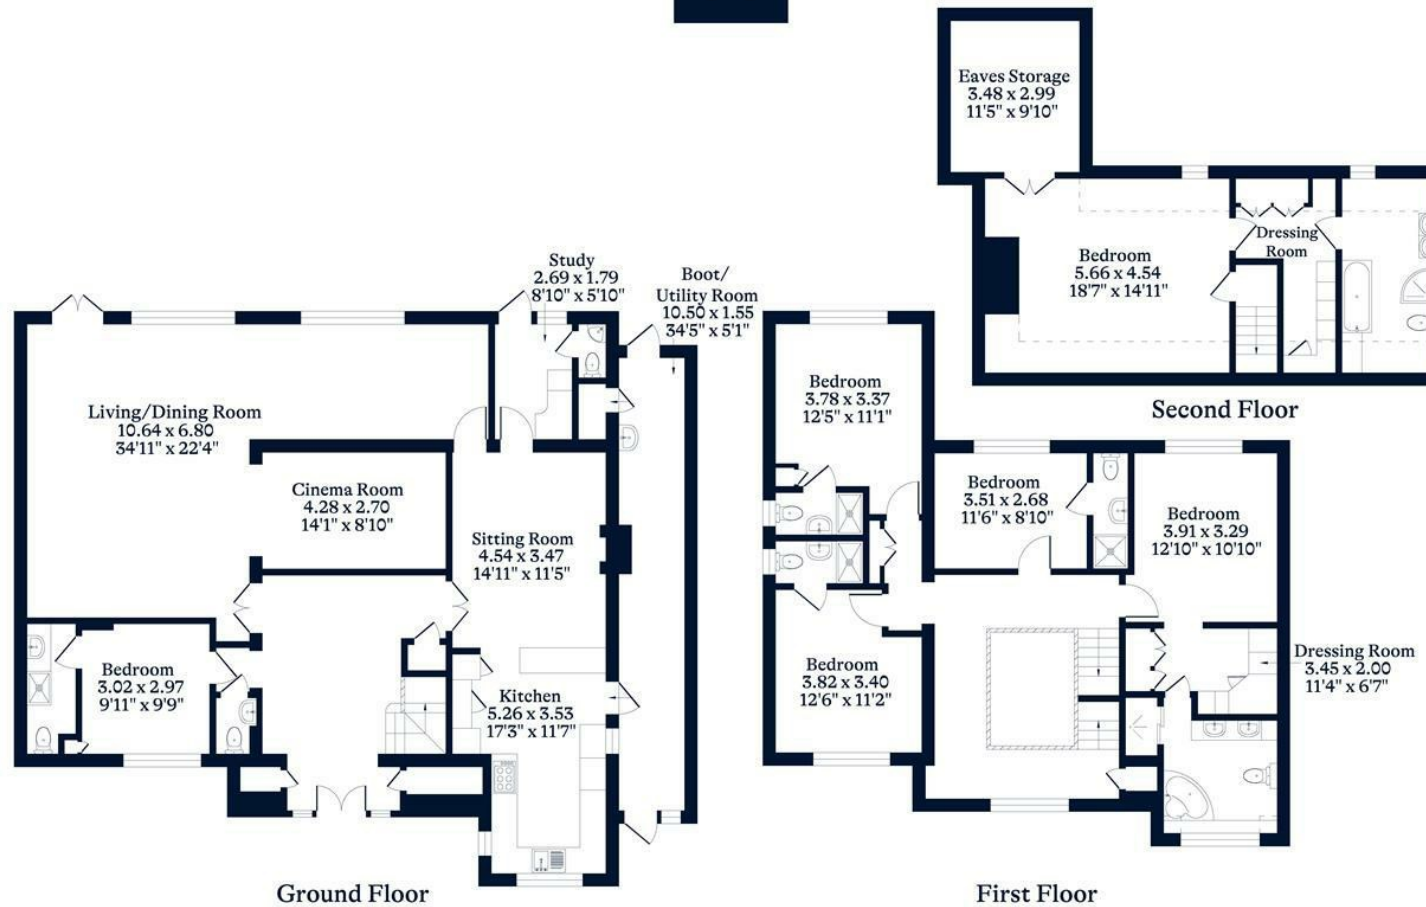 Eaves Storage
3.48 x 2.99
11'5" x 9'10"
Bedroom
5.66 x 4.54
18'7" x 14'11"
Dressing
Room
Second Floor
Study
2.69 x 1.79
8'10" x 5'10"
Boot/
Utility Room
10.50 x 1.55
34'5" x 5'1"
Living/Dining Room
10.64 x 6.80
34'11" x 22'4"
Cinema Room
4.28 x 2.70
14'1" x 8'10"
Sitting Room
4.54 x 3.47
14'11" x 11'5"
Bedroom
3.02 x 2.97
9'11" x 9'9"
Kitchen
5.26 x 3.53
17'3" x 11'7"
Ground Floor
Bedroom
3.78 x 3.37
12'5" x 11'1"
Bedroom
3.51 x 2.68
11'6" x 8'10"
Bedroom
3.91 x 3.29
12'10" x 10'10"
Bedroom
3.82 x 3.40
12'6" x 11'2"
Dressing Room
3.45 x 2.00
11'4" x 6'7"
First Floor